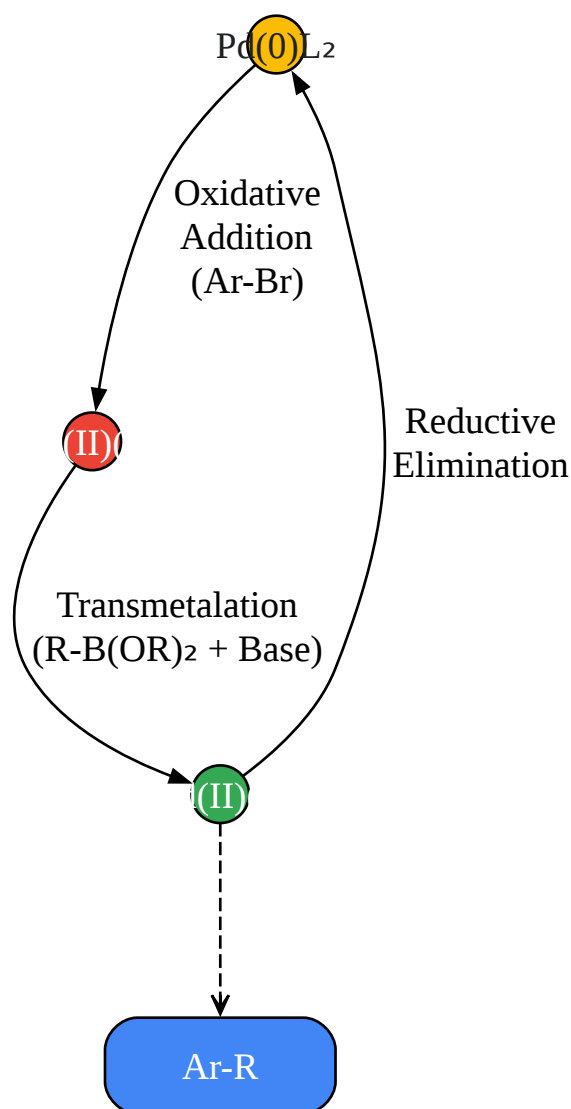 Pd(0)L₂
Oxidative
Addition
(Ar-Br)
Reductive
Elimination
(II)(
Transmetalation
(R-B(OR)₂ + Base)
(II)
Ar-R